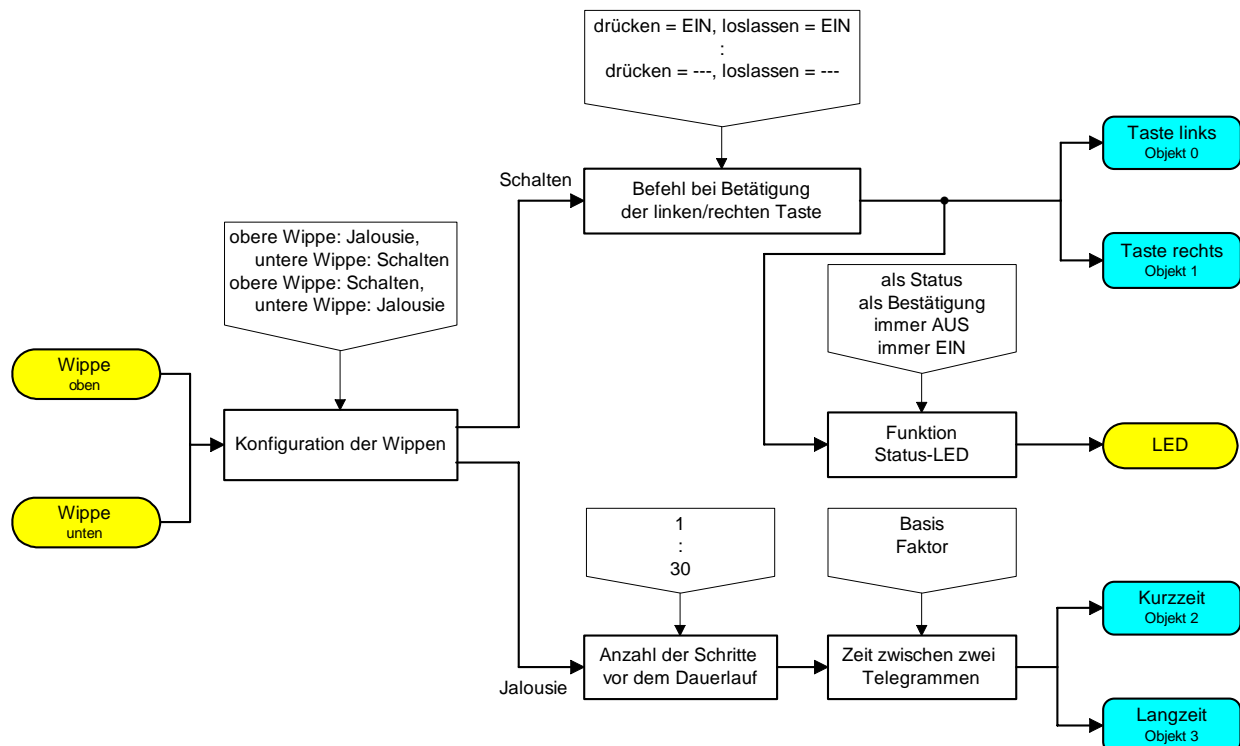 drücken = EIN, loslassen = EIN
:
drücken = ---, loslassen = ---
Taste links
Objekt 0
Schalten
Befehl bei Betätigung
der linken/rechten Taste
obere Wippe: Jalousie,
untere Wippe: Schalten
obere Wippe: Schalten,
untere Wippe: Jalousie
Taste rechts
Objekt 1
als Status
als Bestätigung
immer AUS
immer EIN
Wippe
oben
Konfiguration der Wippen
Funktion
Status-LED
LED
Wippe
unten
1
:
30
Basis
Faktor
Kurzzeit
Objekt 2
Jalousie
Anzahl der Schritte
vor dem Dauerlauf
Zeit zwischen zwei
Telegrammen
Langzeit
Objekt 3